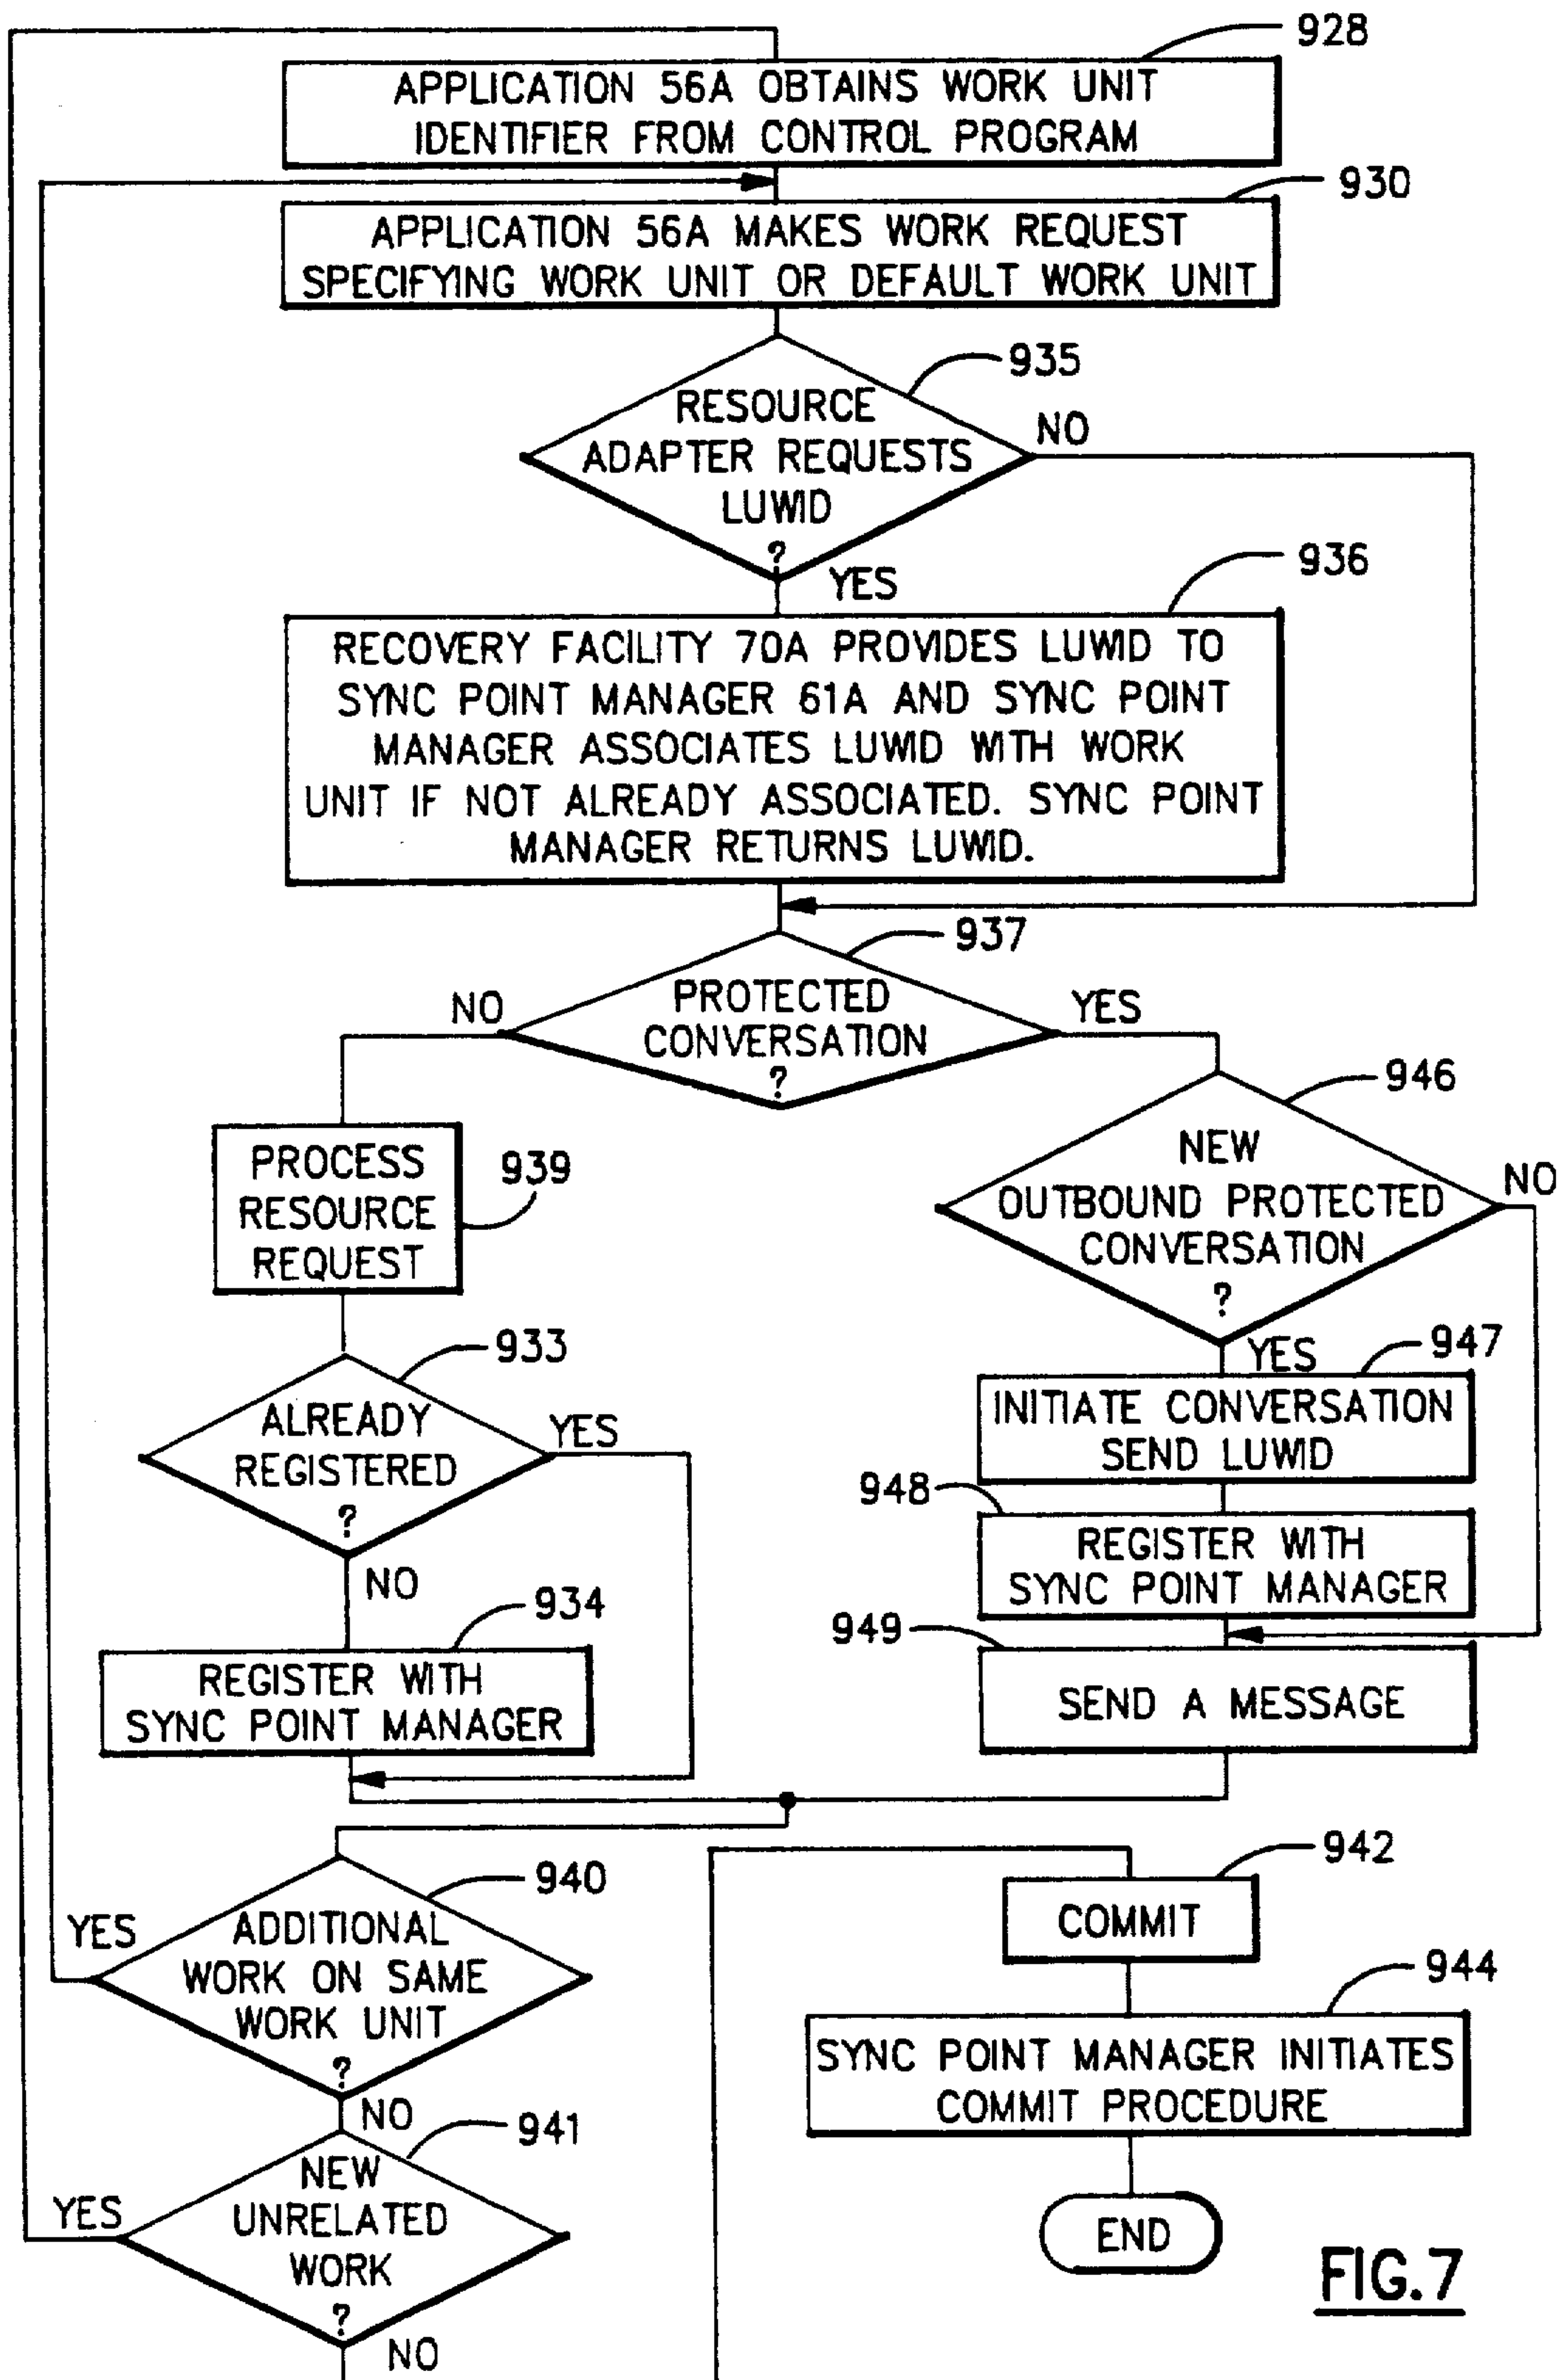 928
APPLICATION 56A OBTAINS WORK UNIT
IDENTIFIER FROM CONTROL PROGRAM
930
APPLICATION 56A MAKES WORK REQUEST
SPECIFYING WORK UNIT OR DEFAULT WORK UNIT
935
RESOURCE
ADAPTER REQUESTS
LUWID
?
NO
YES
936
RECOVERY FACILITY 70A PROVIDES LUWID TO
SYNC POINT MANAGER 61A AND SYNC POINT
MANAGER ASSOCIATES LUWID WITH WORK
UNIT IF NOT ALREADY ASSOCIATED. SYNC POINT
MANAGER RETURNS LUWID.
937
PROTECTED
CONVERSATION
?
NO
YES
939
PROCESS
RESOURCE
REQUEST
933
ALREADY
REGISTERED
?
YES
NO
934
REGISTER WITH
SYNC POINT MANAGER
946
NEW
OUTBOUND PROTECTED
CONVERSATION
?
NO
YES
947
INITIATE CONVERSATION
SEND LUWID
948
REGISTER WITH
SYNC POINT MANAGER
949
SEND A MESSAGE
940
ADDITIONAL
WORK ON SAME
WORK UNIT
?
YES
NO
941
NEW
UNRELATED
WORK
?
YES
NO
942
COMMIT
944
SYNC POINT MANAGER INITIATES
COMMIT PROCEDURE
END
FIG.7